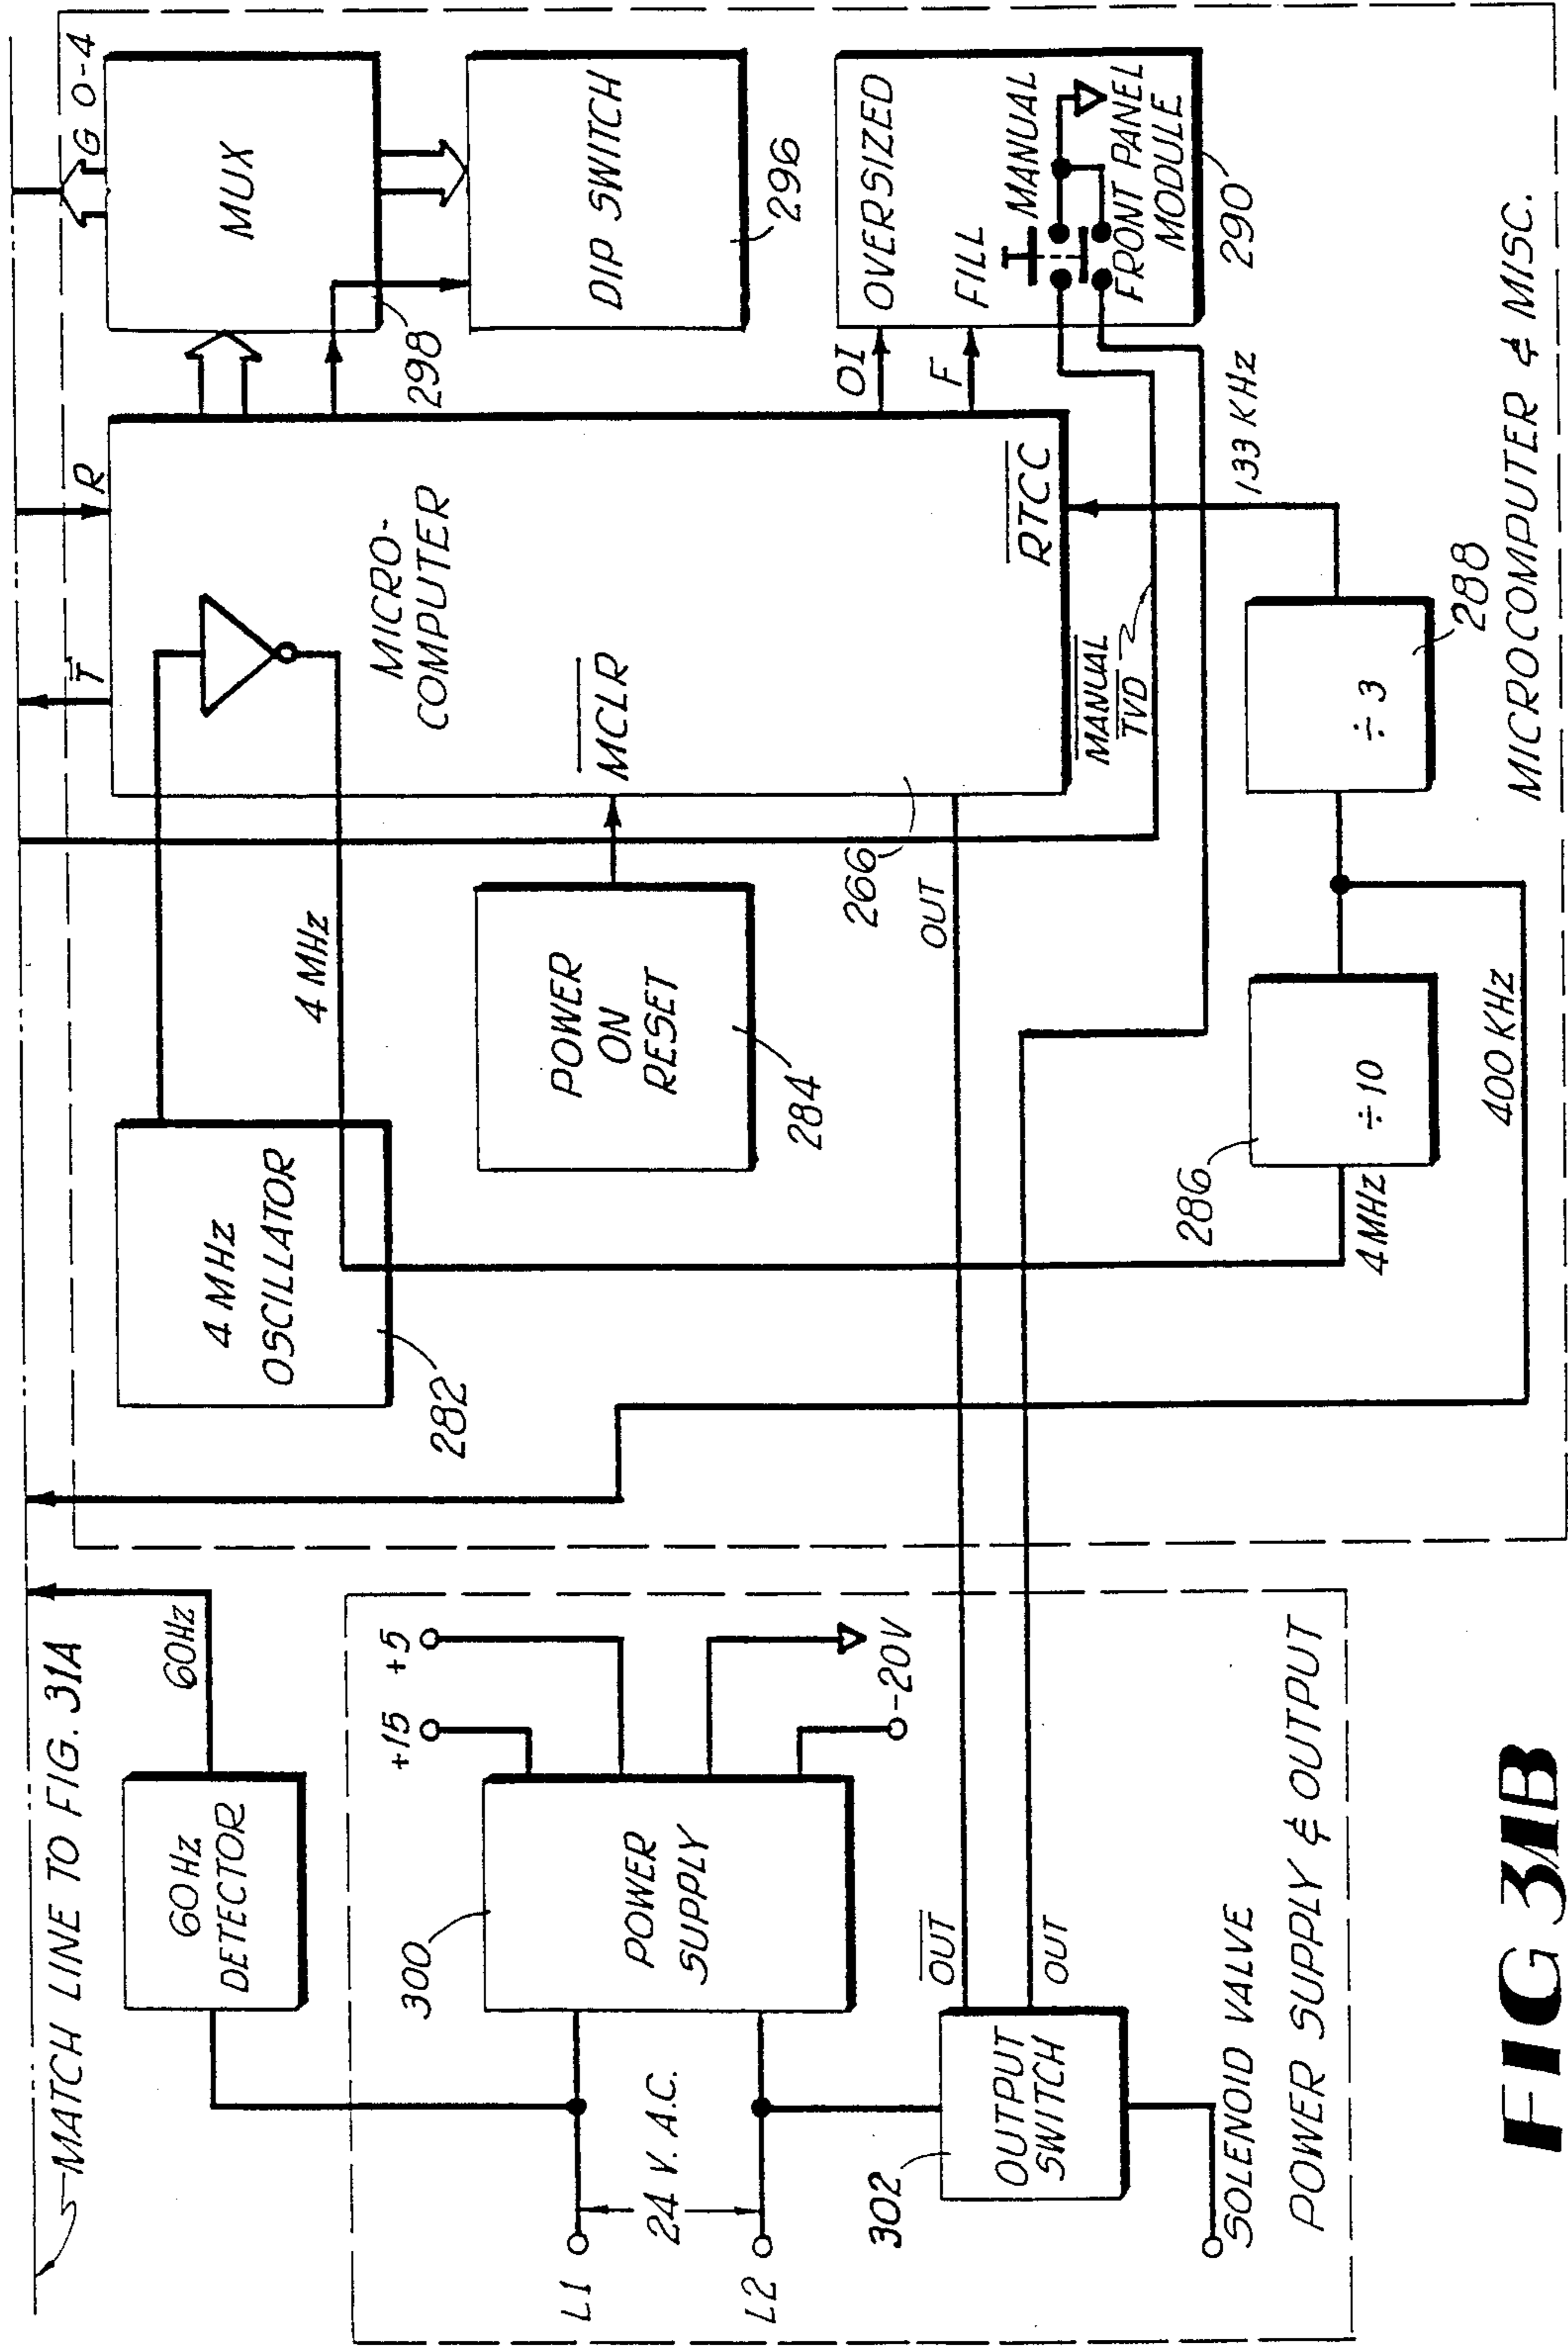 MATCH LINE TO FIG. 31A
60Hz
DETECTOR
60Hz
+15
+5
-20V
300
POWER
SUPPLY
L1
24 V. A.C.
L2
302
OUTPUT
SWITCH
OUT
OUT
SOLENOID VALVE
POWER SUPPLY & OUTPUT
4 MHz
OSCILLATOR
282
4 MHz
POWER
ON
RESET
284
266
OUT
286
÷10
4 MHz
400 KHz
÷ 3
288
133 KHz
T
R
MICRO-
COMPUTER
MCLR
RTCC
MANUAL
TVD
G 0-4
MUX
298
DIP SWITCH
296
OI
F
OVERSIZED
FILL
MANUAL
FRONT PANEL
MODULE
290
MICROCOMPUTER & MISC.
FIG 31B